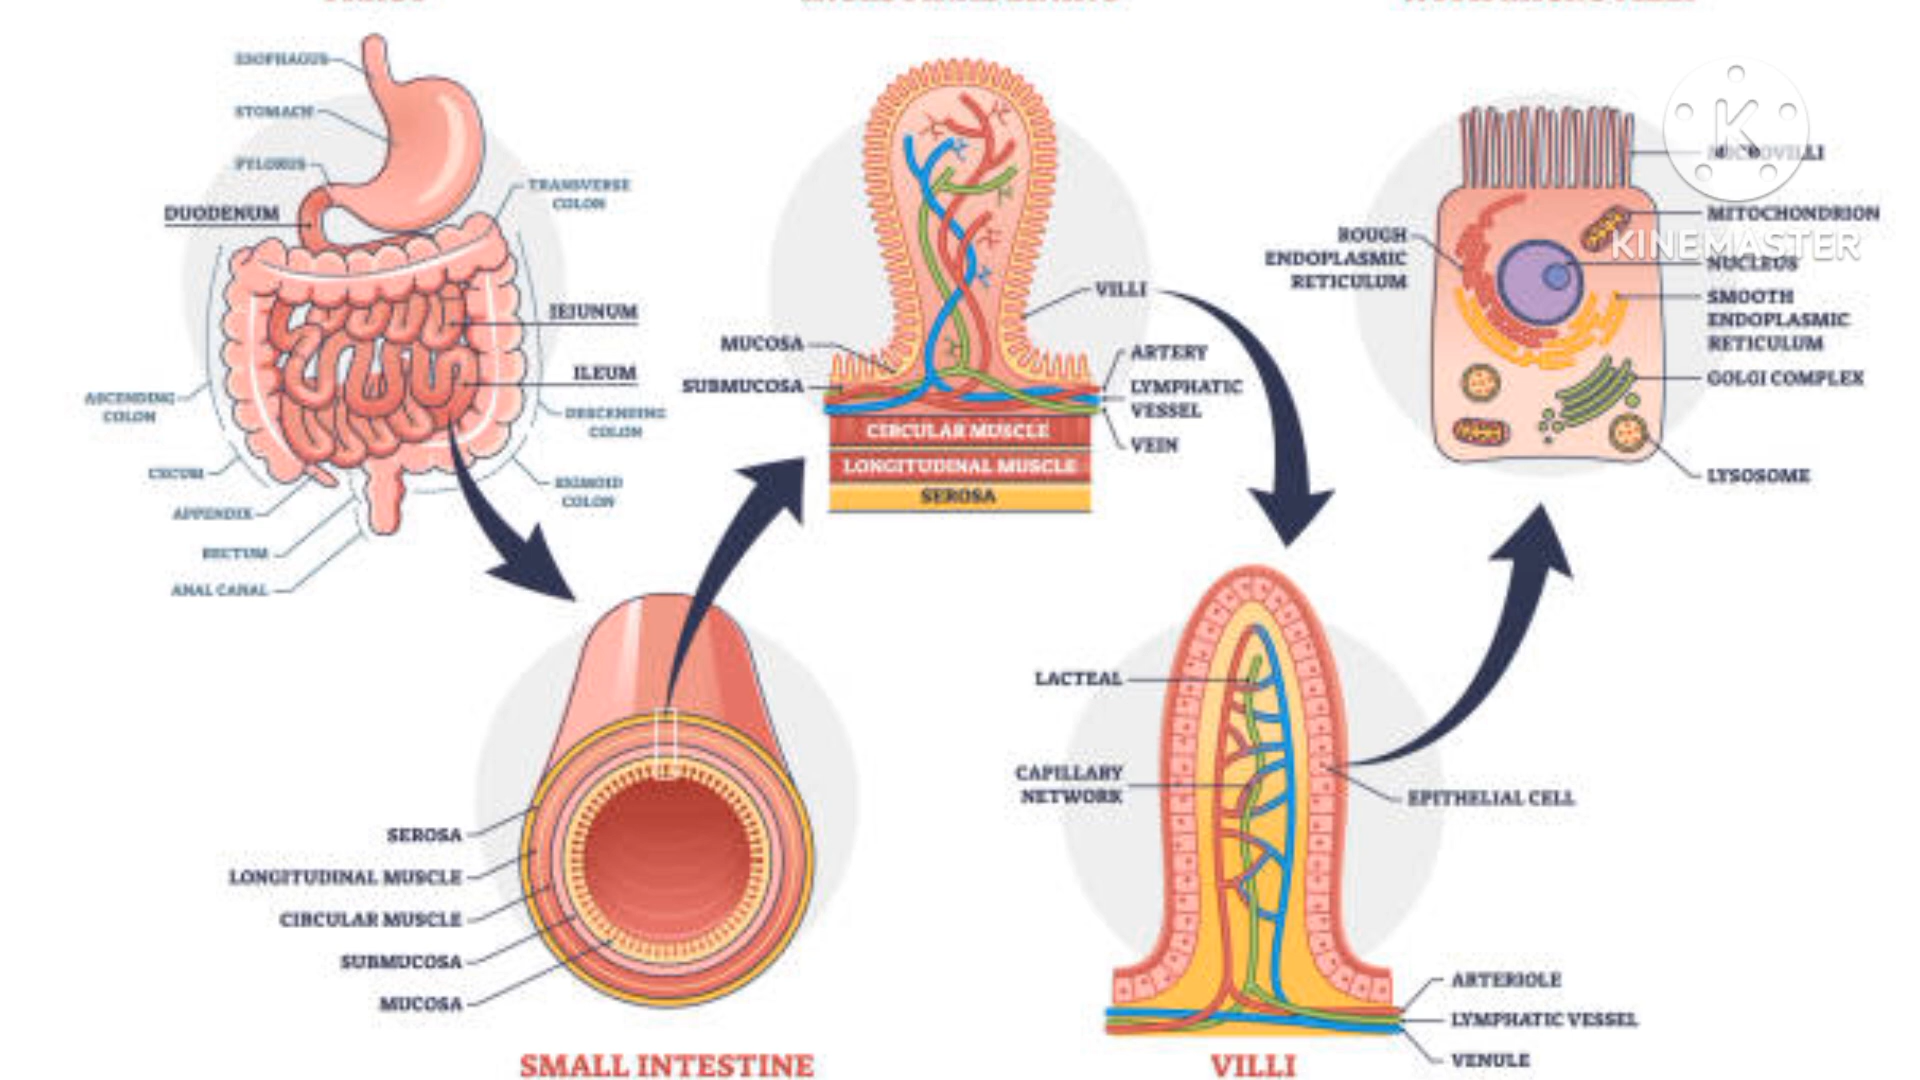 ESOPHAGUS
STOMACH
PYLORUS
DUODENUM
TRANSVERSE
COLON
JEJUNUM
ILEUM
ASCENDING
COLON
DESCENDING
COLON
CECUM
SIGMOID
COLON
APPENDIX
RECTUM
ANAL CANAL
SEROSA
LONGITUDINAL MUSCLE
CIRCULAR MUSCLE
SUBMUCOSA
MUCOSA
SMALL INTESTINE
VILLI
MUCOSA
SUBMUCOSA
ARTERY
LYMPHATIC
VESSEL
VEIN
CIRCULAR MUSCLE
LONGITUDINAL MUSCLE
SEROSA
LACTEAL
CAPILLARY
NETWORK
EPITHELIAL CELL
ARTERIOLE
LYMPHATIC VESSEL
VENULE
VILLI
K
KINEMASTER
MICROVILLI
MITOCHONDRION
ROUGH
ENDOPLASMIC
RETICULUM
NUCLEUS
SMOOTH
ENDOPLASMIC
RETICULUM
GOLGI COMPLEX
LYSOSOME